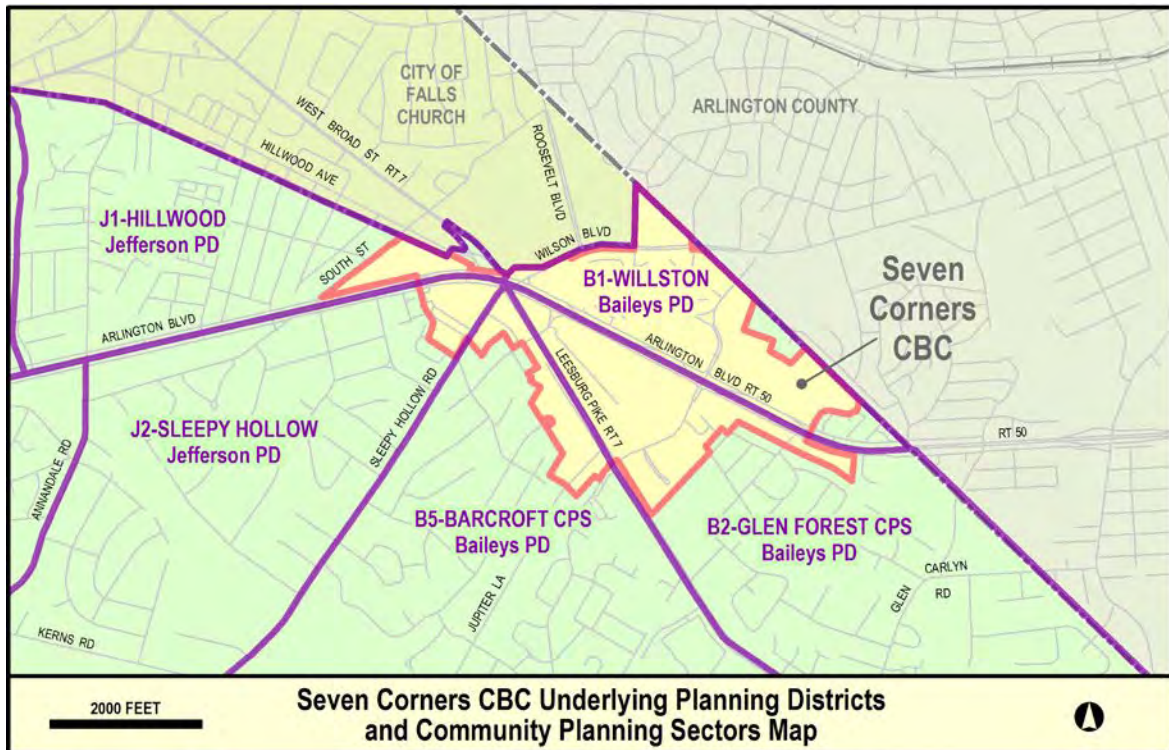 CITY OF
FALLS
CHURCH
ARLINGTON COUNTY
WEST BROAD ST RT 7
HILLWOOD AVE
ROOSEVELT BLVD
J1-HILLWOOD
Jefferson PD
SOUTH ST
WILSON BLVD
B1-WILLSTON
Baileys PD
Seven
Corners
CBC
ARLINGTON BLVD
ARLINGTON BLVD RT 50
LEESBURG PIKE RT 7
SLEEPY HOLLOW RD
J2-SLEEPY HOLLOW
Jefferson PD
RT 50
ANNANDALE RD
B5-BARCROFT CPS
Baileys PD
B2-GLEN FOREST CPS
Baileys PD
JUPITER LA
GLEN CARLYN RD
KERNS RD
2000 FEET
Seven Corners CBC Underlying Planning Districts
and Community Planning Sectors Map